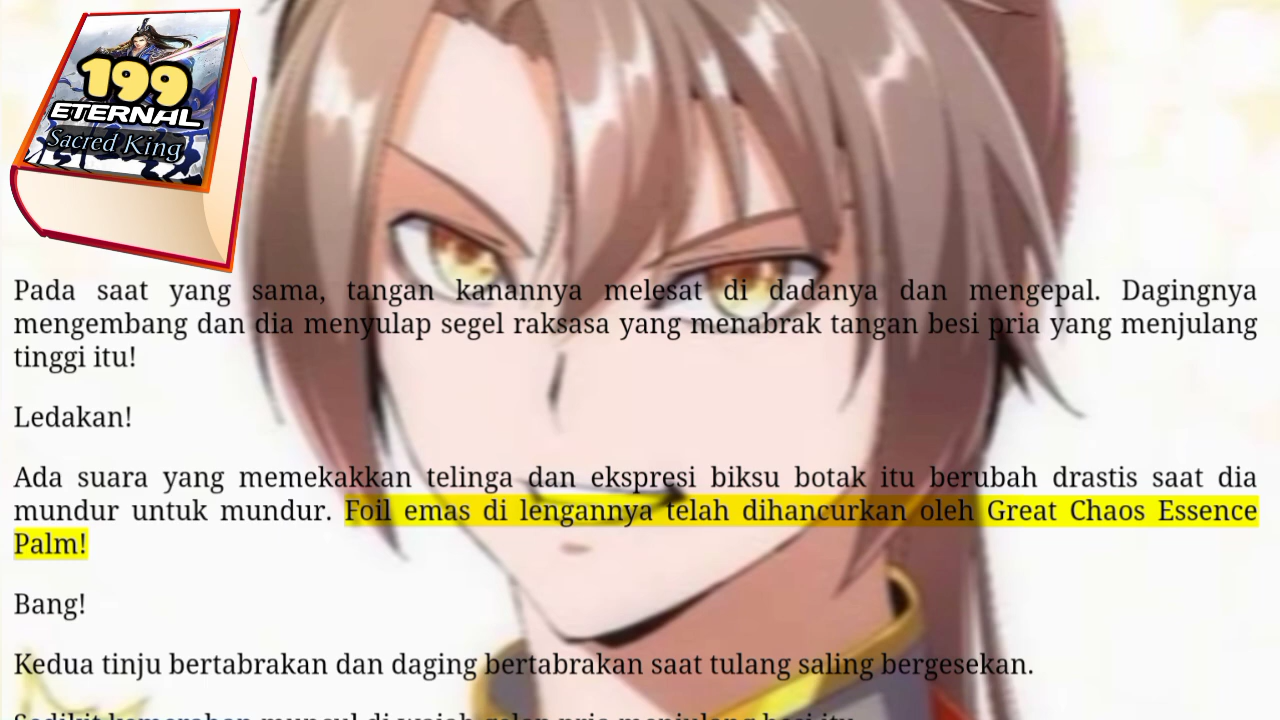 199
ETERNAL
Sacred King
Pada saat yang sama, tangan kanannya melesat di dadanya dan mengepal. Dagingnya
mengembang dan dia menyulap segel raksasa yang menabrak tangan besi pria yang menjulang
tinggi itu!
Ledakan!
Ada suara yang memekakkan telinga dan ekspresi biksu botak itu berubah drastis saat dia
mundur untuk mundur. Foil emas di lengannya telah dihancurkan oleh Great Chaos Essence
Palm!
Bang!
Kedua tinju bertabrakan dan daging bertabrakan saat tulang saling bergesekan.